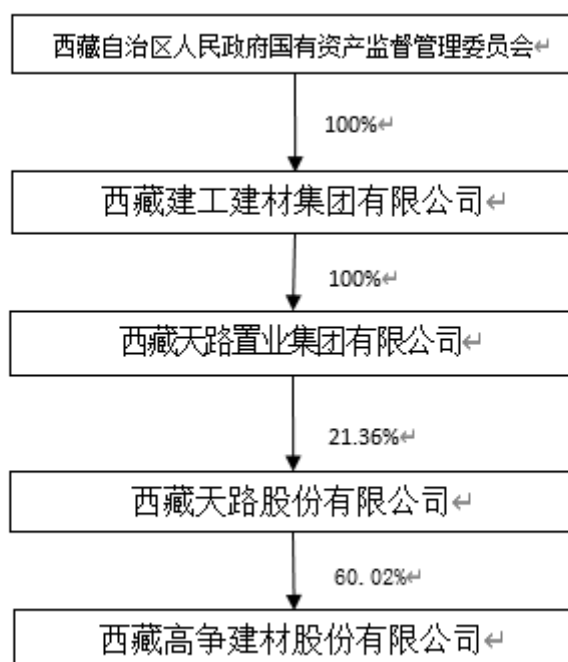 西藏自治区人民政府国有资产监督管理委员会↵
100%↵
西藏建工建材集团有限公司↵
100%↵
西藏天路置业集团有限公司↵
21.36%↵
西藏天路股份有限公司↵
60.02%↵
西藏高争建材股份有限公司↵